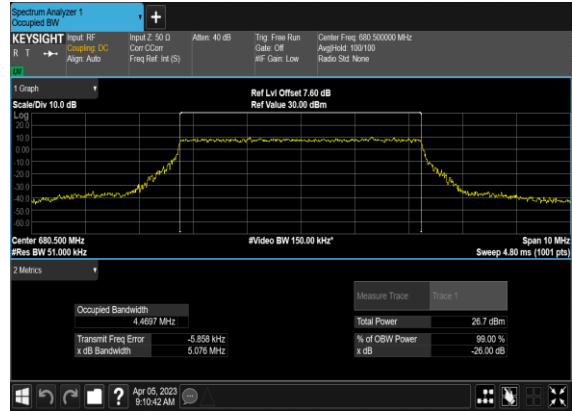 Spectrum Analyzer 1
Occupied BW
+
KEYSIGHT
R T
Input: RF
Coupling: DC
Align: Auto
Input Z: 50 Ω
Corr CCorr
Freq Ref: Int (S)
Atten: 40 dB
Trig: Free Run
Gate: Off
#IF Gain: Low
Center Freq: 680.500000 MHz
Avg|Hold: 100/100
Radio Std: None
1 Graph
Scale/Div 10.0 dB
Ref Lvl Offset 7.60 dB
Ref Value 30.00 dBm
Log
20.0
10.0
0.00
-10.0
-20.0
-30.0
-40.0
-50.0
-60.0
Center 680.500 MHz
#Res BW 51.000 kHz
#Video BW 150.00 kHz*
Span 10 MHz
Sweep 4.80 ms (1001 pts)
2 Metrics
Measure Trace
Trace 1
Occupied Bandwidth
4.4697 MHz
Total Power
26.7 dBm
Transmit Freq Error
-5.858 kHz
% of OBW Power
99.00 %
x dB Bandwidth
5.076 MHz
x dB
-26.00 dB
?
Apr 05, 2023
9:10:42 AM